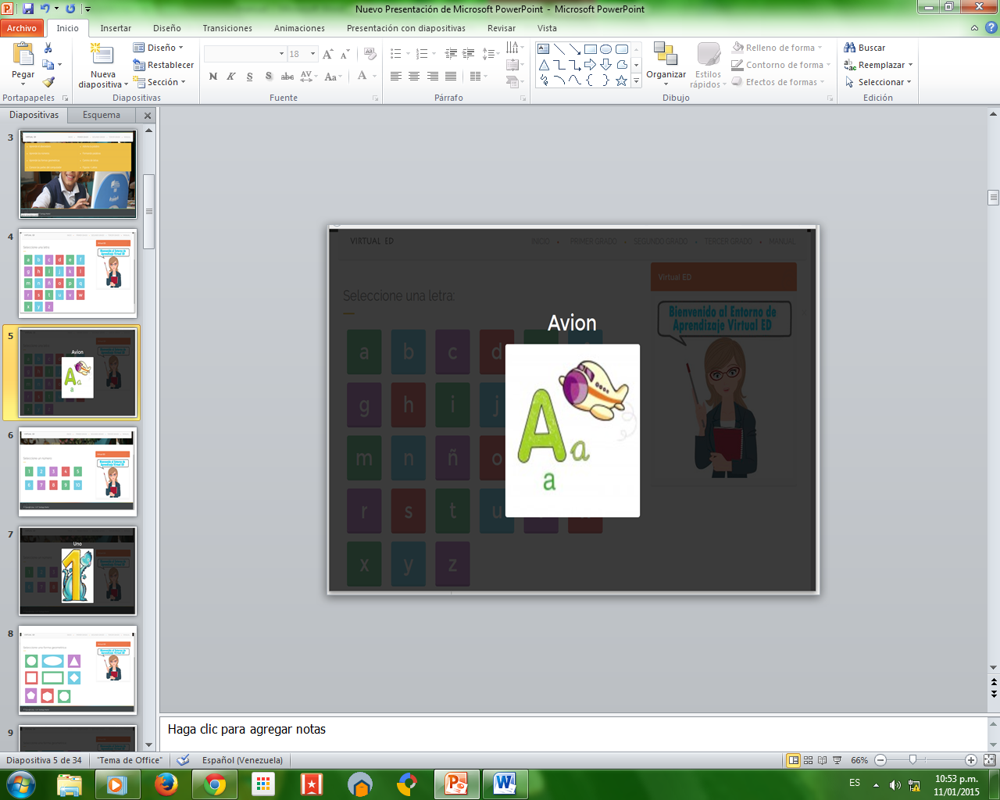 Nuevo Presentación de Microsoft PowerPoint - Microsoft PowerPoint
Archivo Inicio Insertar Diseño Transiciones Animaciones Presentación con diapositivas Revisar Vista
Pegar
Portapapeles
Nueva diapositiva
Diseño
Restablecer
Sección
Diapositivas
18
N K S S abc AV Aa A
Fuente
Párrafo
Organizar
Estilos rápidos
Relleno de forma
Contorno de forma
Efectos de formas
Dibujo
Buscar
Reemplazar
Seleccionar
Edición
Diapositivas Esquema
3
4
5
Avion
6
7
Uno
8
9
VIRTUAL ED INICIO PRIMER GRADO SEGUNDO GRADO TERCER GRADO MANUAL
Seleccione una letra:
a b c d
g h i j
m n ñ o
r s t u
x y z
Avion
A a
a
Virtual ED
Bienvenido al Entorno de
Aprendizaje Virtual ED
Haga clic para agregar notas
Diapositiva 5 de 34 "Tema de Office" Español (Venezuela) 66%
ES 10:53 p.m.
11/01/2015